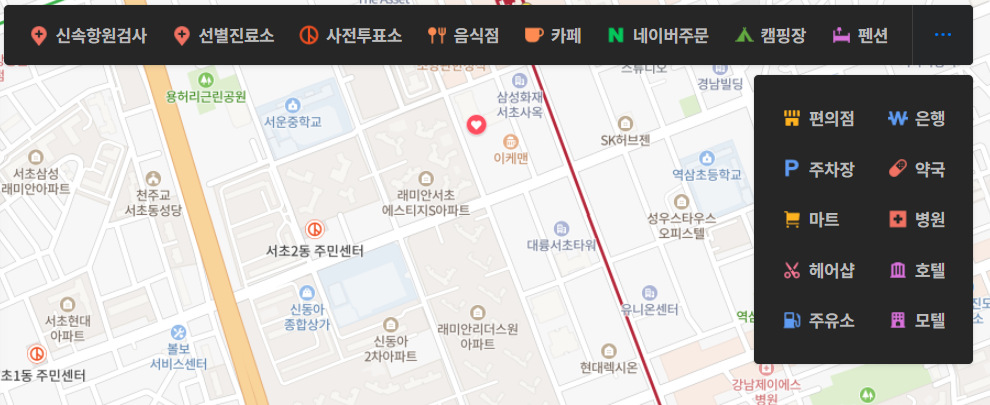 The Asset
신속항원검사 선별진료소 사전투표소 음식점 카페 네이버주문 캠핑장 펜션 ...
스튜디오
경남빌딩
용허리근린공원
삼성화재
서초사옥
편의점 은행
서운중학교
SK허브젠
이케맨
주차장 약국
서초삼성
래미안아파트
역삼초등학교
천주교
서초동성당
래미안서초
에스티지S아파트
성우스타우스
오피스텔
마트 병원
서초2동 주민센터
대륭서초타워
헤어샵 호텔
신동아
종합상가
유니온센터
서초현대
아파트
래미안리더스원
아파트
주유소 모텔
볼보
서비스센터
신동아
2차아파트
초1동 주민센터
현대렉시온
강남제이에스
병원